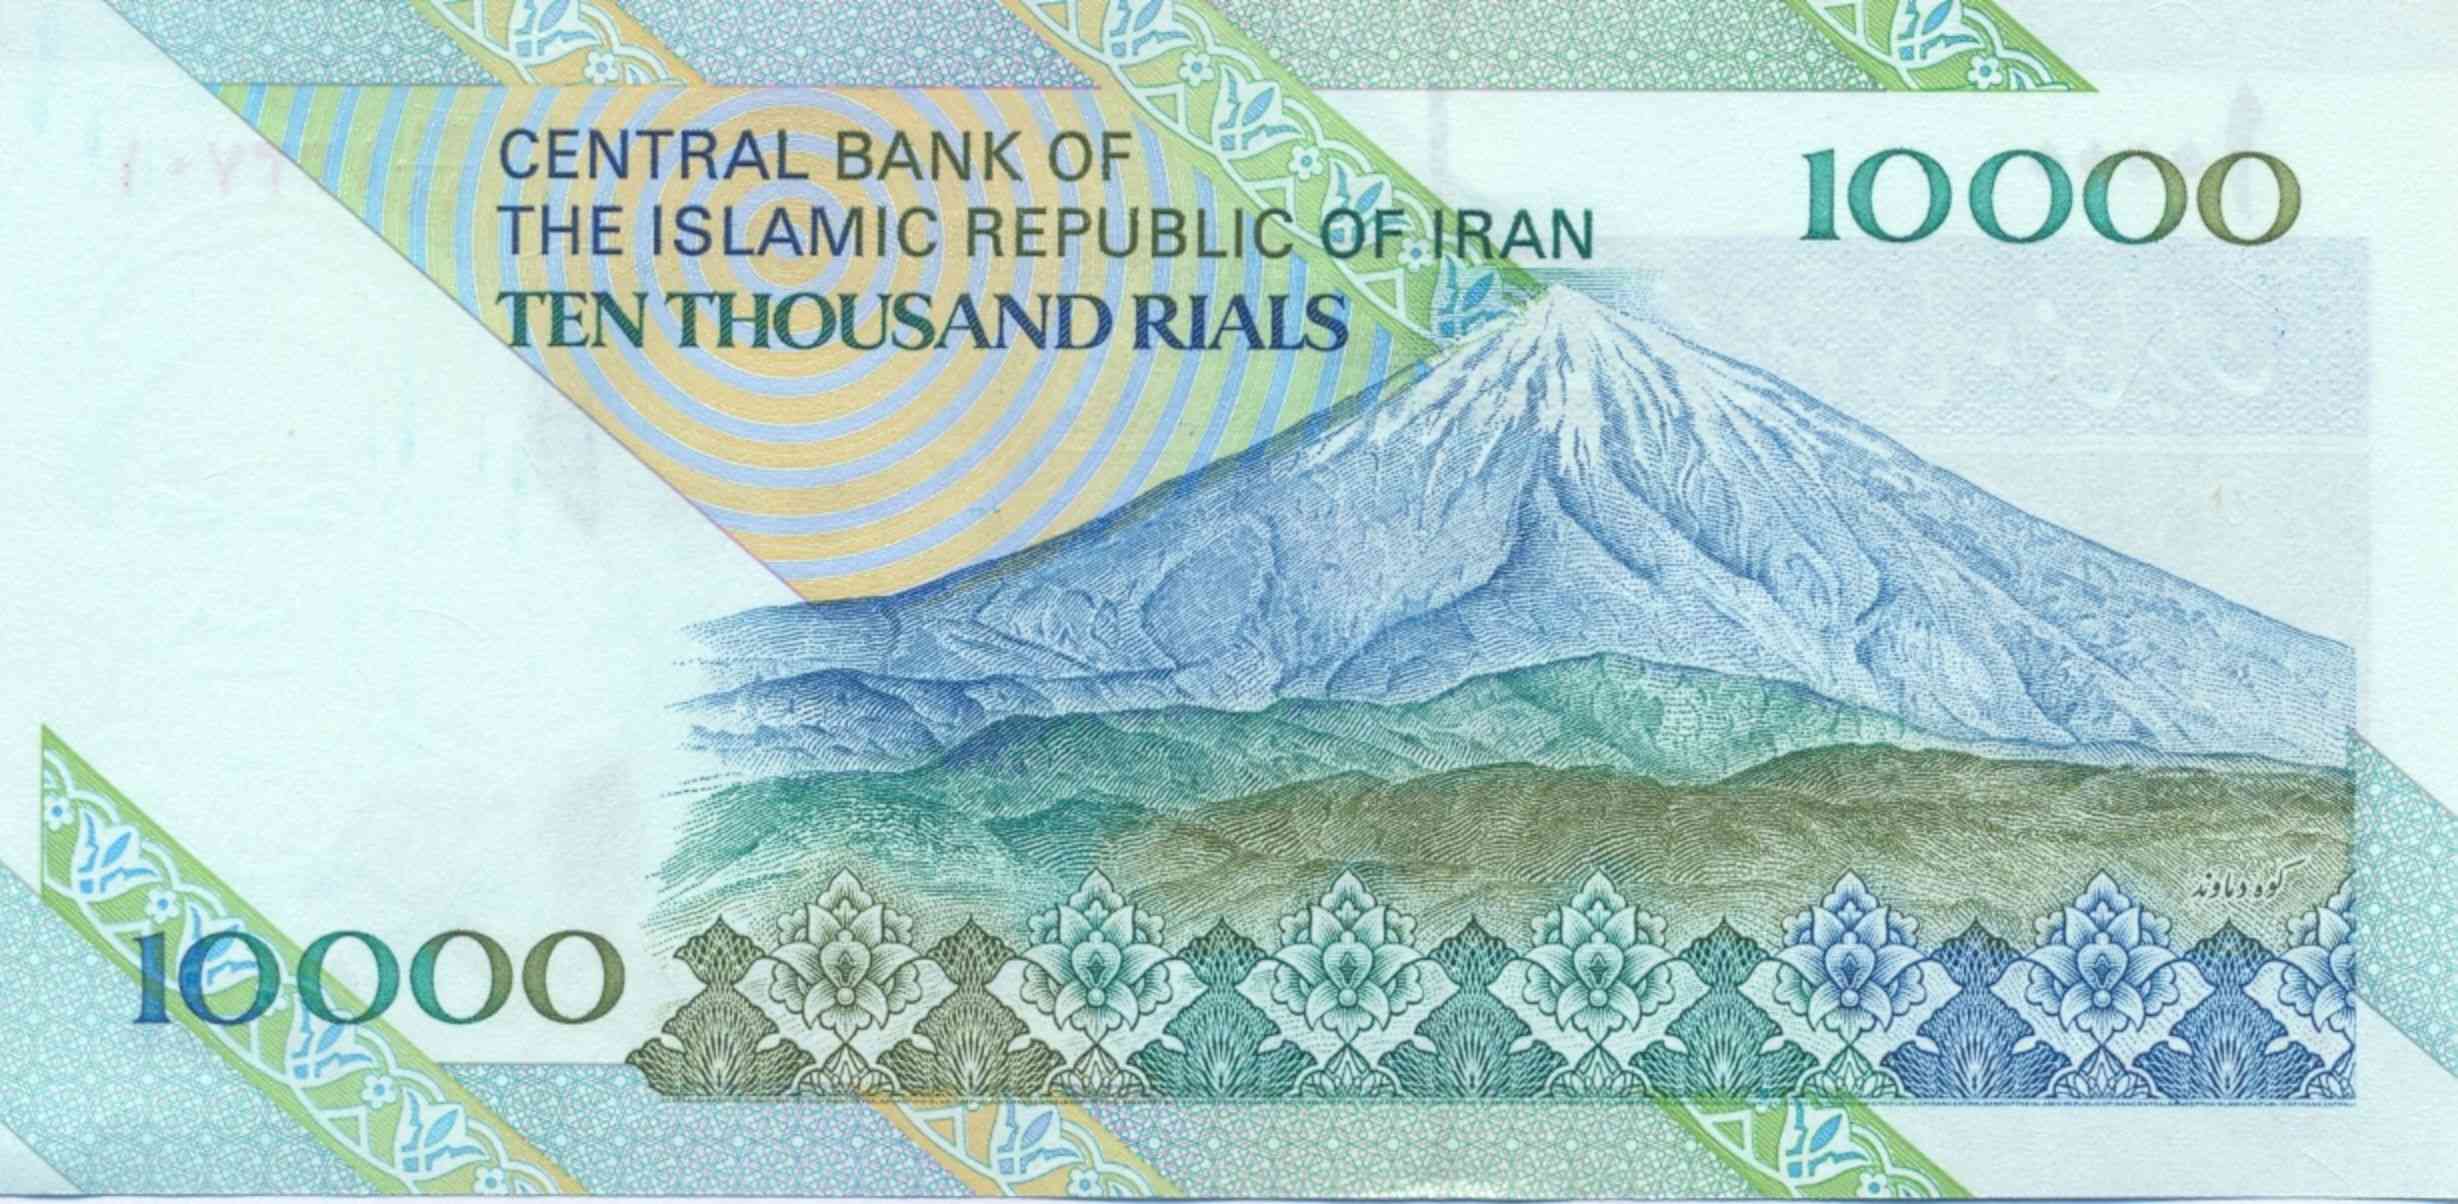 CENTRAL BANK OF
THE ISLAMIC REPUBLIC OF IRAN
TEN THOUSAND RIALS
10000
کوه دماوند
10000